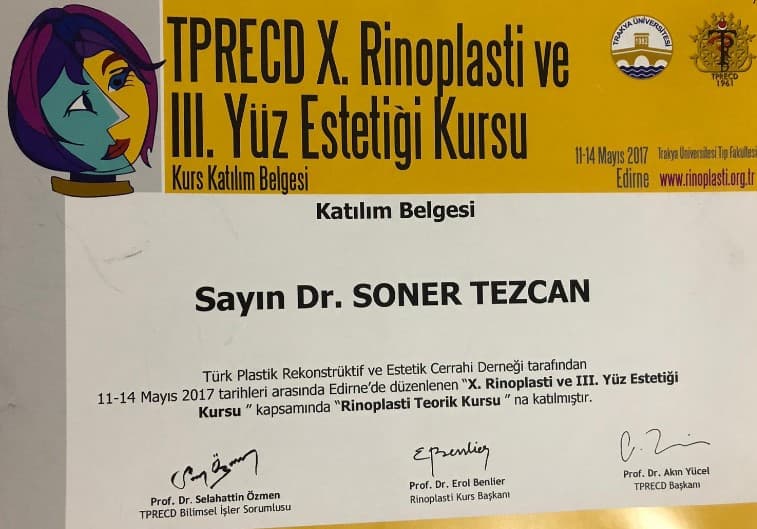 TPRECD X. Rinoplasti ve
III. Yüz Estetiği Kursu
Kurs Katılım Belgesi
TRAKYA ÜNİVERSİTESİ
TPRECD
1961
11-14 Mayıs 2017 Trakya Üniversitesi Tıp Fakültesi
Edirne www.rinoplasti.org.tr
Katılım Belgesi
Sayın Dr. SONER TEZCAN
Türk Plastik Rekonstrüktif ve Estetik Cerrahi Derneği tarafından
11-14 Mayıs 2017 tarihleri arasında Edirne’de düzenlenen “X. Rinoplasti ve III. Yüz Estetiği
Kursu ” kapsamında “Rinoplasti Teorik Kursu ” na katılmıştır.
Prof. Dr. Selahattin Özmen
TPRECD Bilimsel İşler Sorumlusu
Prof. Dr. Erol Benlier
Rinoplasti Kurs Başkanı
Prof. Dr. Akın Yücel
TPRECD Başkanı